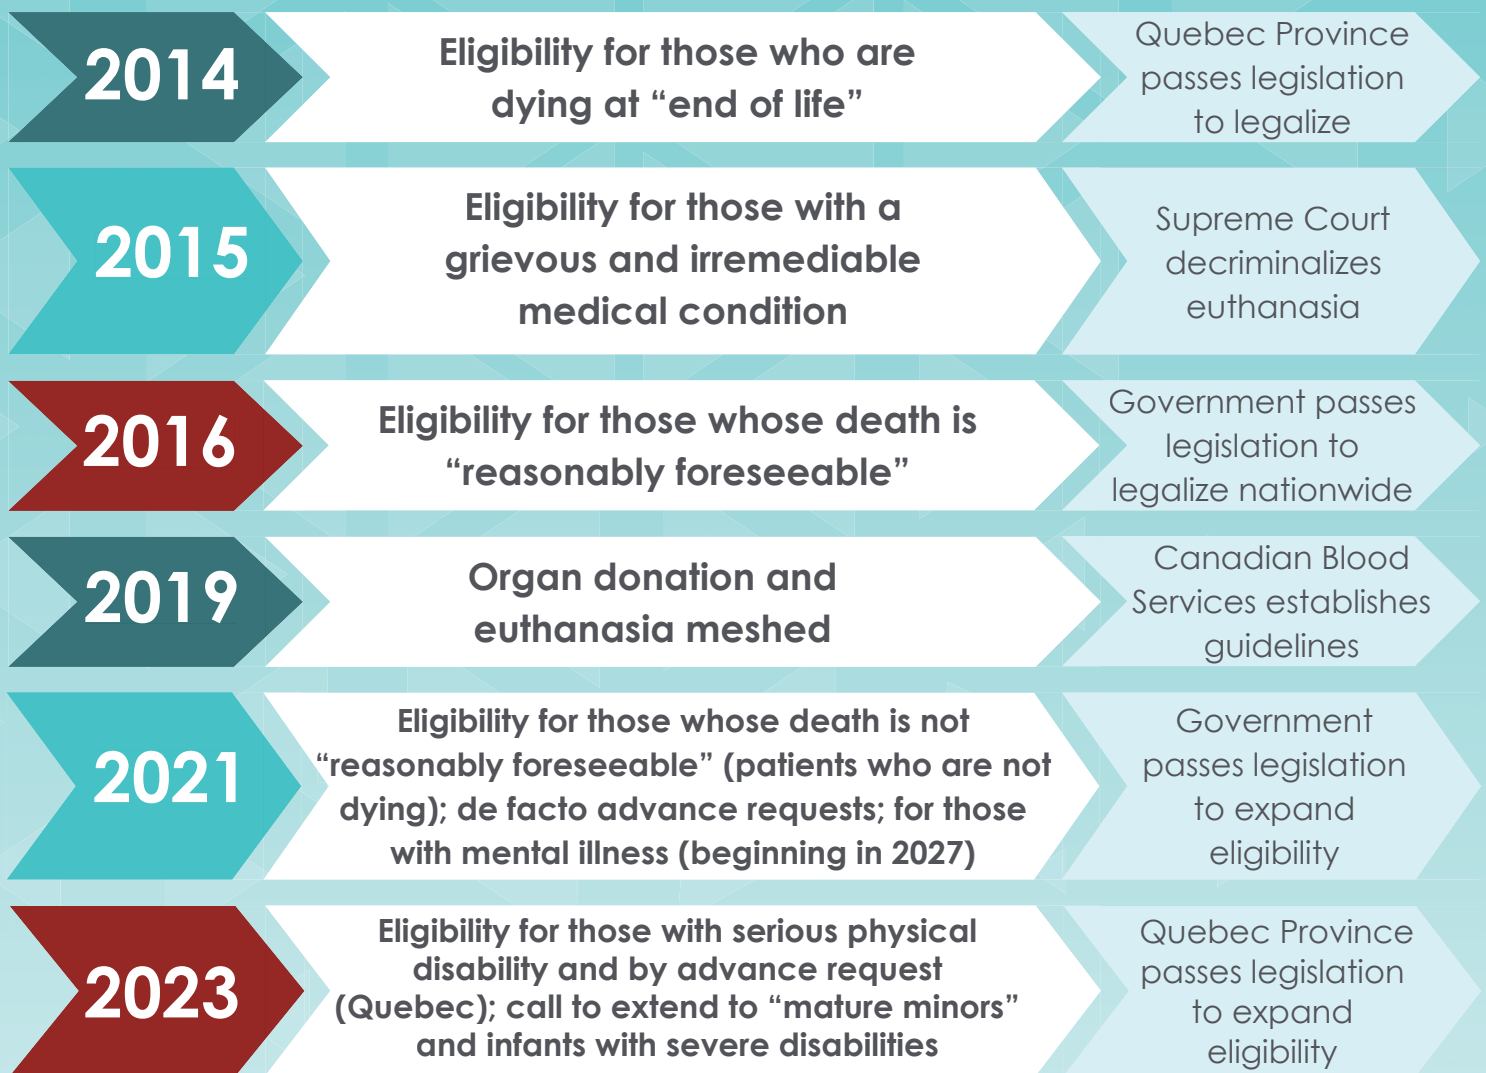 2014
Eligibility for those who are
dying at “end of life”
Quebec Province
passes legislation
to legalize
2015
Eligibility for those with a
grievous and irremediable
medical condition
Supreme Court
decriminalizes
euthanasia
2016
Eligibility for those whose death is
“reasonably foreseeable”
Government passes
legislation to
legalize nationwide
2019
Organ donation and
euthanasia meshed
Canadian Blood
Services establishes
guidelines
2021
Eligibility for those whose death is not
“reasonably foreseeable” (patients who are not
dying); de facto advance requests; for those
with mental illness (beginning in 2027)
Government
passes legislation
to expand
eligibility
2023
Eligibility for those with serious physical
disability and by advance request
(Quebec); call to extend to “mature minors”
and infants with severe disabilities
Quebec Province
passes legislation
to expand
eligibility